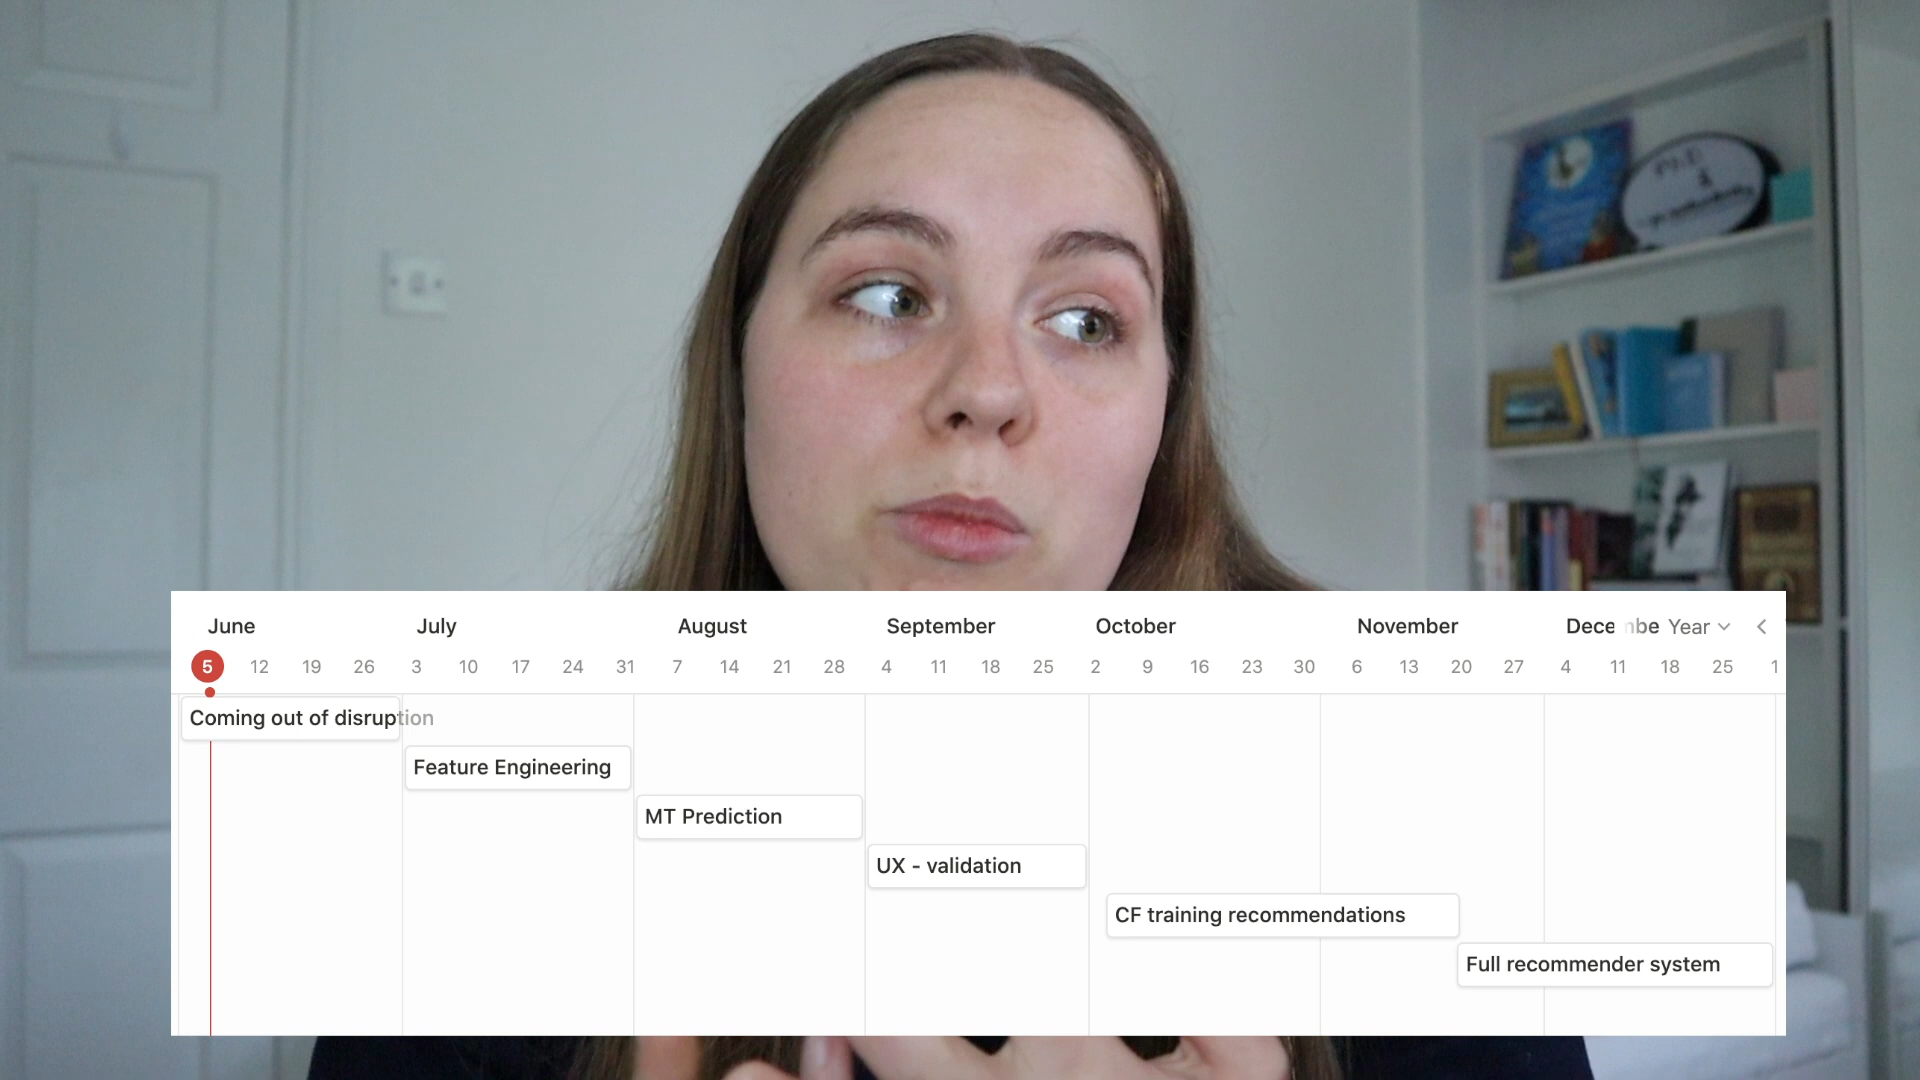 June July August September October November Dece nbe Year
5 12 19 26 3 10 17 24 31 7 14 21 28 4 11 18 25 2 9 16 23 30 6 13 20 27 4 11 18 25 1
Coming out of disruption
Feature Engineering
MT Prediction
UX - validation
CF training recommendations
Full recommender system